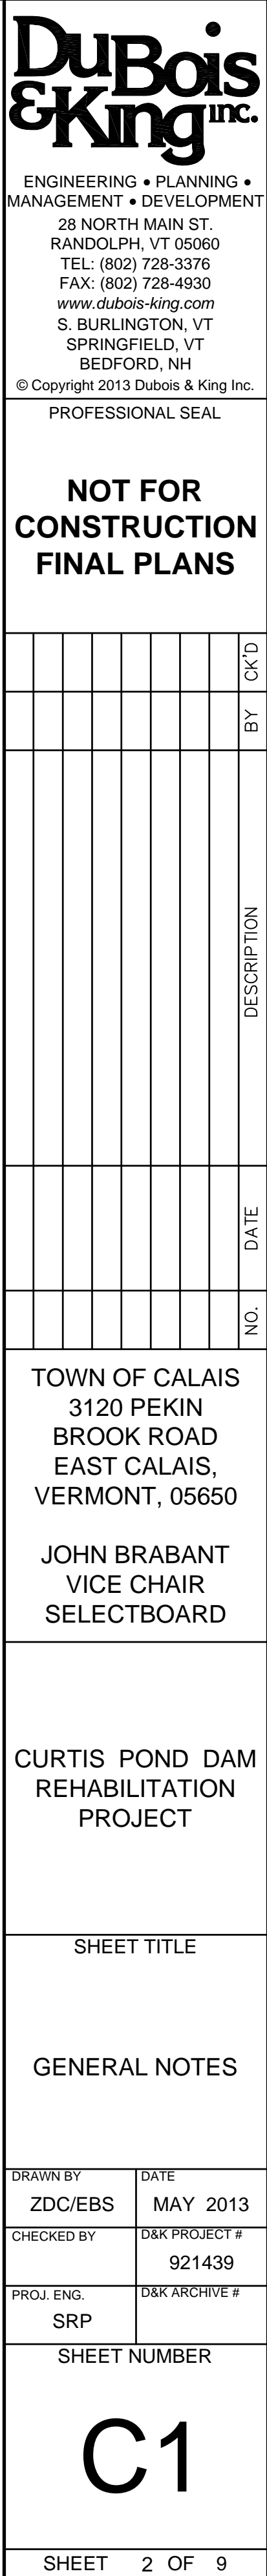 DuBois
&King inc.
ENGINEERING • PLANNING •
MANAGEMENT • DEVELOPMENT
28 NORTH MAIN ST.
RANDOLPH, VT 05060
TEL: (802) 728-3376
FAX: (802) 728-4930
www.dubois-king.com
S. BURLINGTON, VT
SPRINGFIELD, VT
BEDFORD, NH
© Copyright 2013 Dubois & King Inc.
PROFESSIONAL SEAL
NOT FOR
CONSTRUCTION
FINAL PLANS
CK'D
BY
DESCRIPTION
DATE
NO.
TOWN OF CALAIS
3120 PEKIN
BROOK ROAD
EAST CALAIS,
VERMONT, 05650
JOHN BRABANT
VICE CHAIR
SELECTBOARD
CURTIS POND DAM
REHABILITATION
PROJECT
SHEET TITLE
GENERAL NOTES
DRAWN BY
ZDC/EBS
DATE
MAY 2013
CHECKED BY
D&K PROJECT #
921439
PROJ. ENG.
SRP
D&K ARCHIVE #
SHEET NUMBER
C1
SHEET 2 OF 9